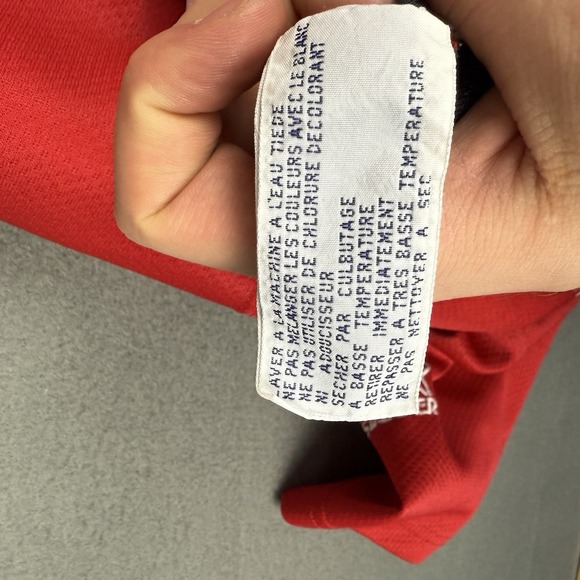 LAVER A LA MACHINE A L'EAU TIEDE
NE PAS MELANGER LES COULEURS AVEC LE BLANC
NE PAS UTILISER DE CHLORURE DECOLORANT
NI ADOUCISSEUR
SECHER PAR CULBUTAGE
A BASSE TEMPERATURE
RETIRER IMMEDIATEMENT
REPASSER A TRES BASSE TEMPERATURE
NE PAS NETTOYER A SEC